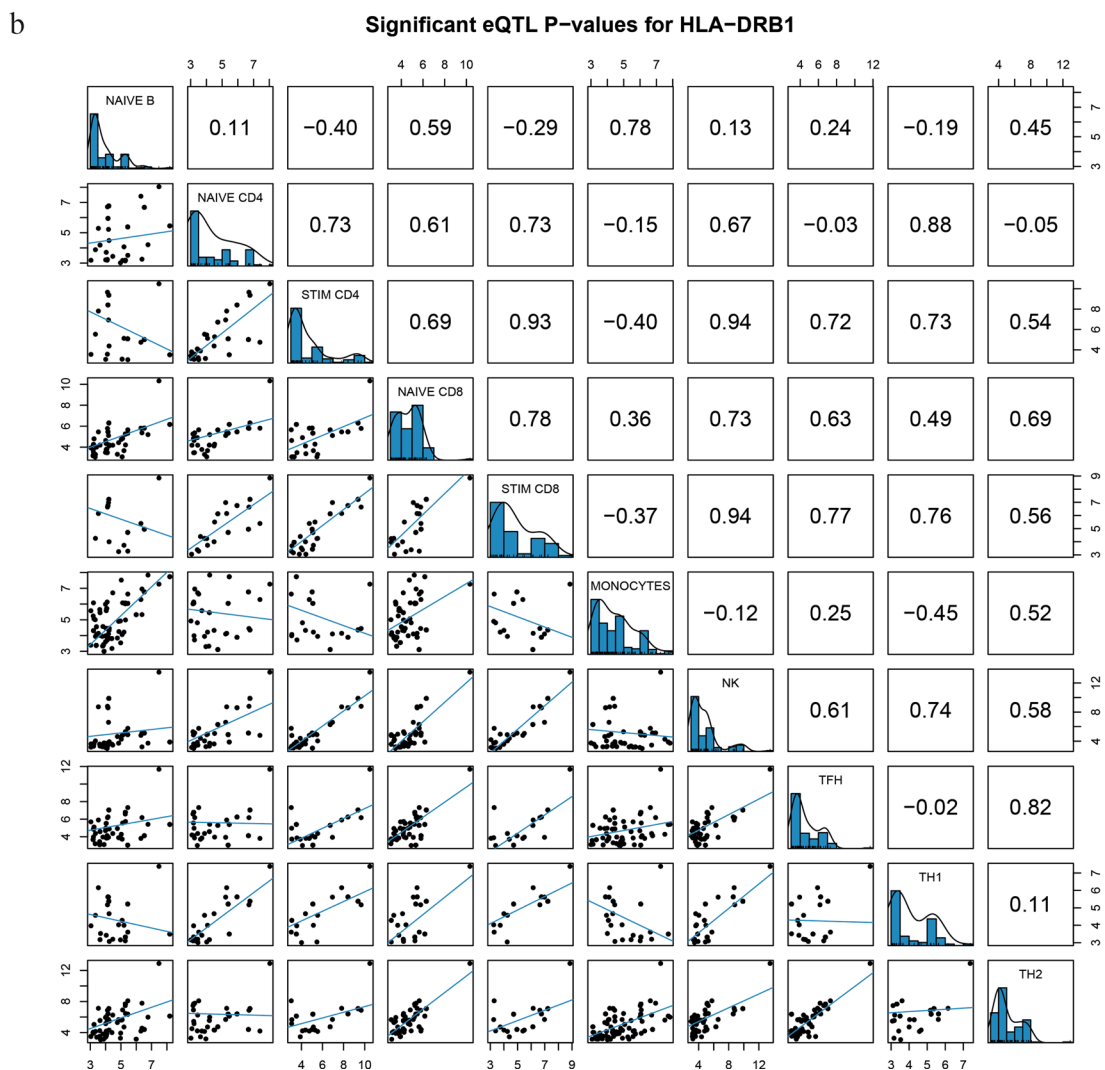 b
Significant eQTL P−values for HLA−DRB1
3 5 7
4 6 8 10
3 5 7
4 6 8 12
4 8 12
NAIVE B
0.11 −0.40 0.59 −0.29 0.78 0.13 0.24 −0.19 0.45
3 5 7
3 5 7
NAIVE CD4
0.73 0.61 0.73 −0.15 0.67 −0.03 0.88 −0.05
STIM CD4
0.69 0.93 −0.40 0.94 0.72 0.73 0.54
4 6 8
4 6 8 10
NAIVE CD8
0.78 0.36 0.73 0.63 0.49 0.69
STIM CD8
−0.37 0.94 0.77 0.76 0.56
3 5 7 9
3 5 7
MONOCYTES
−0.12 0.25 −0.45 0.52
NK
0.61 0.74 0.58
4 8 12
4 6 8 12
TFH
−0.02 0.82
TH1
0.11
3 4 5 6 7
4 8 12
TH2
3 5 7
4 6 8 10
3 5 7 9
4 8 12
3 4 5 6 7